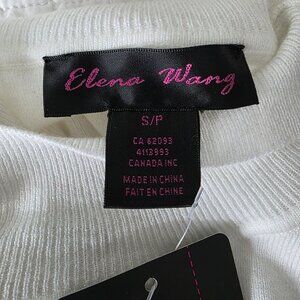 Elena Wang
S/P
CA 62093
4113993
CANADA INC
MADE IN CHINA
FAIT EN CHINE